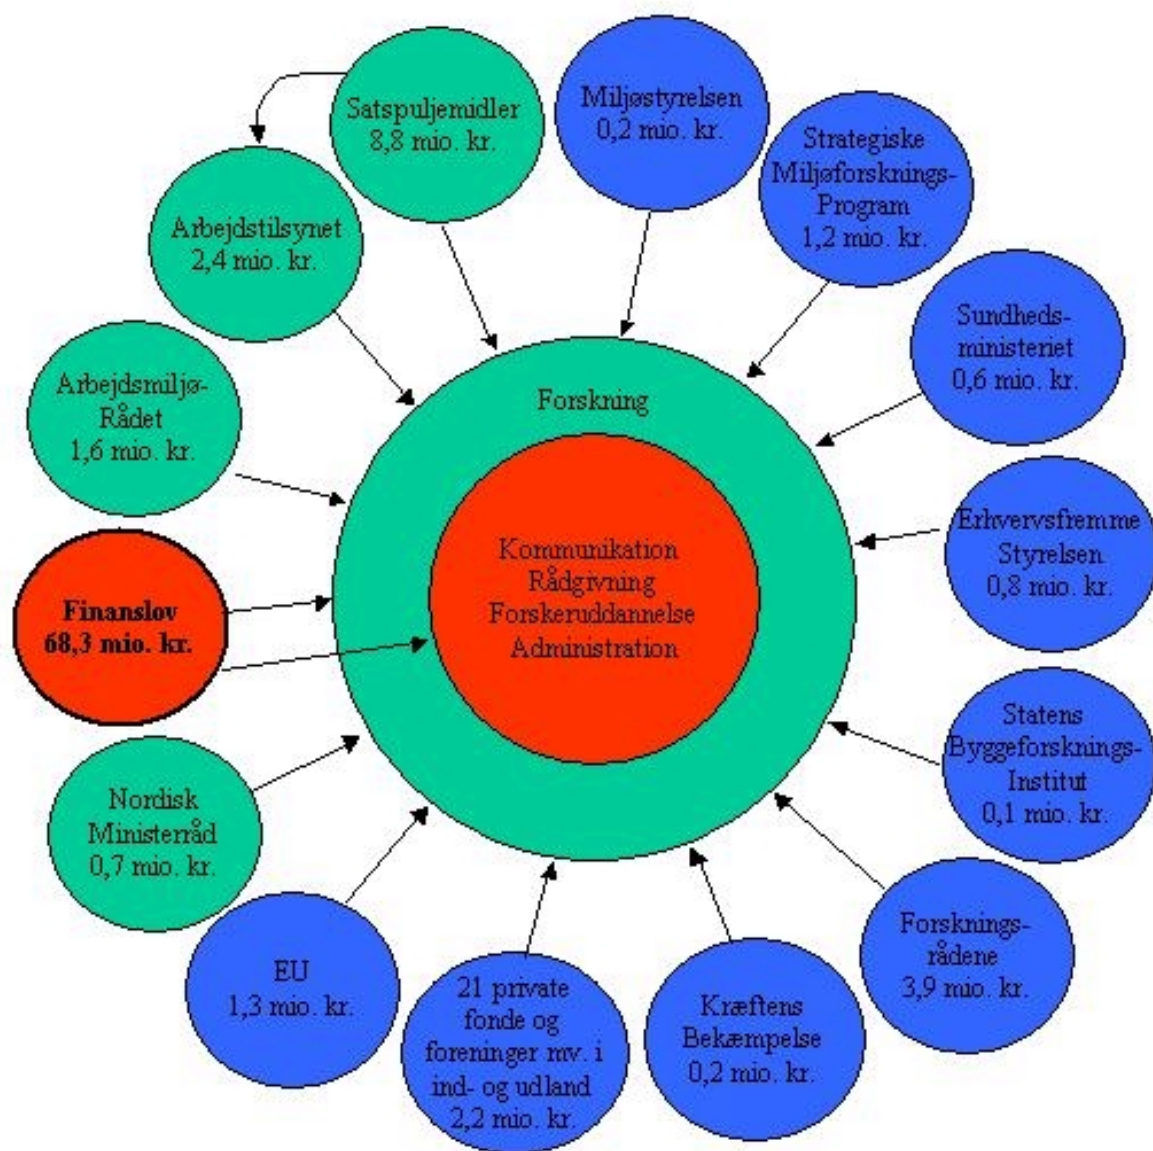 Satspuljemidler
8,8 mio. kr.
Miljøstyrelsen
0,2 mio. kr.
Strategiske
Miljøforsknings-
Program
1,2 mio. kr.
Arbejdstilsynet
2,4 mio. kr.
Sundheds-
ministeriet
0,6 mio. kr.
Arbejdsmiljø-
Rådet
1,6 mio. kr.
Forskning
Erhvervsfremme
Styrelsen
0,8 mio. kr.
Kommunikation
Rådgivning
Forskeruddannelse
Administration
Finanslov
68,3 mio. kr.
Statens
Byggeforsknings-
Institut
0,1 mio. kr.
Nordisk
Ministerråd
0,7 mio. kr.
Forsknings-
rådene
3,9 mio. kr.
EU
1,3 mio. kr.
21 private
fonde og
foreninger mv. i
ind- og udland
2,2 mio. kr.
Kræftens
Bekæmpelse
0,2 mio. kr.